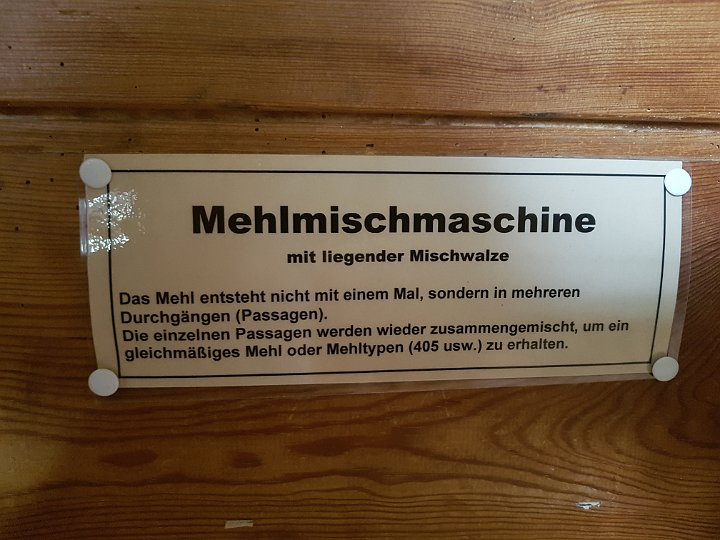 Mehlmischmaschine
mit liegender Mischwalze
Das Mehl entsteht nicht mit einem Mal, sondern in mehreren
Durchgängen (Passagen).
Die einzelnen Passagen werden wieder zusammengemischt, um ein
gleichmäßiges Mehl oder Mehltypen (405 usw.) zu erhalten.